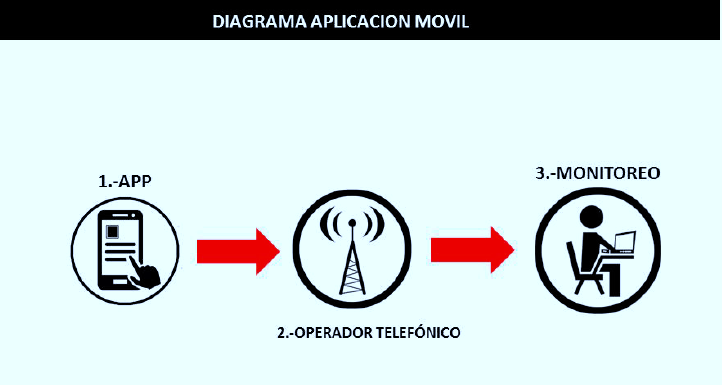 DIAGRAMA APLICACION MOVIL
1.-APP
2.-OPERADOR TELEFÓNICO
3.-MONITOREO